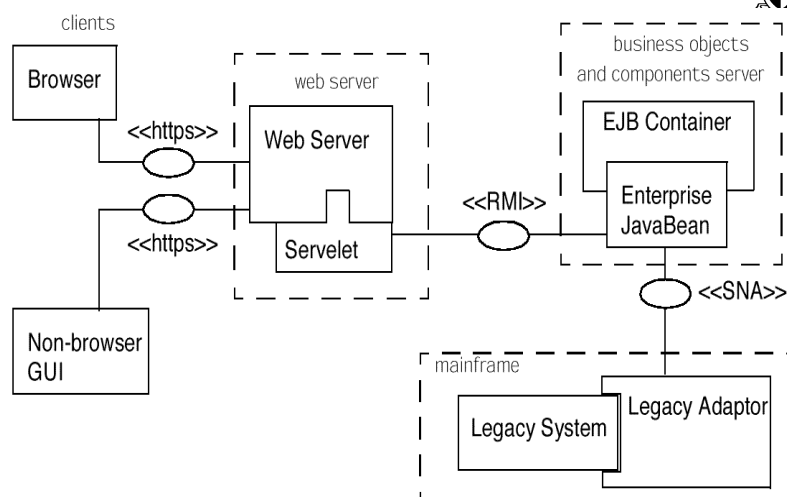 clients
Browser
<<https>>
<<https>>
Non-browser
GUI
web server
Web Server
Servelet
<<RMI>>
business objects
and components server
EJB Container
Enterprise
JavaBean
<<SNA>>
mainframe
Legacy System
Legacy Adaptor